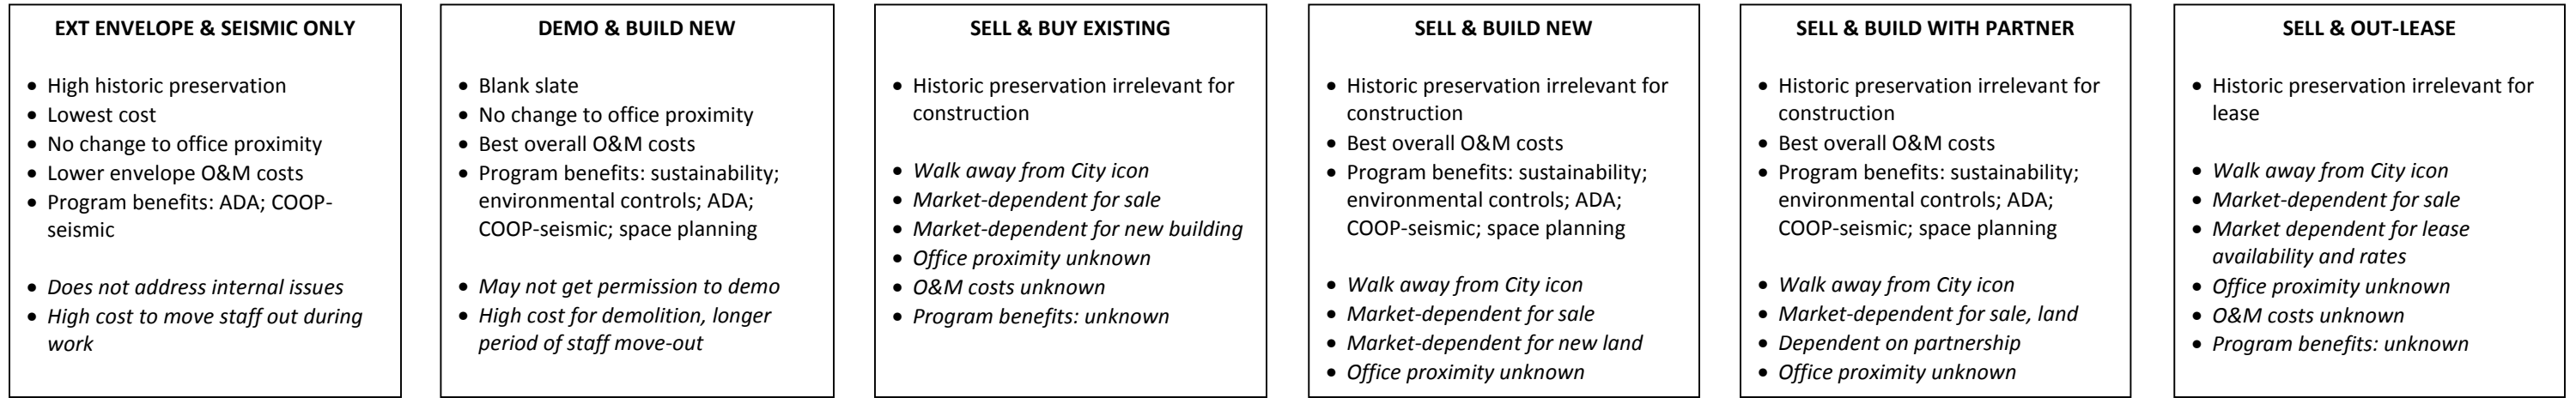 EXT ENVELOPE & SEISMIC ONLY
• High historic preservation
• Lowest cost
• No change to office proximity
• Lower envelope O&M costs
• Program benefits: ADA; COOP-
seismic
• Does not address internal issues
• High cost to move staff out during
work
DEMO & BUILD NEW
• Blank slate
• No change to office proximity
• Best overall O&M costs
• Program benefits: sustainability;
environmental controls; ADA;
COOP-seismic; space planning
• May not get permission to demo
• High cost for demolition, longer
period of staff move-out
SELL & BUY EXISTING
• Historic preservation irrelevant for
construction
• Walk away from City icon
• Market-dependent for sale
• Market-dependent for new building
• Office proximity unknown
• O&M costs unknown
• Program benefits: unknown
SELL & BUILD NEW
• Historic preservation irrelevant for
construction
• Best overall O&M costs
• Program benefits: sustainability;
environmental controls; ADA;
COOP-seismic; space planning
• Walk away from City icon
• Market-dependent for sale
• Market-dependent for new land
• Office proximity unknown
SELL & BUILD WITH PARTNER
• Historic preservation irrelevant for
construction
• Best overall O&M costs
• Program benefits: sustainability;
environmental controls; ADA;
COOP-seismic; space planning
• Walk away from City icon
• Market-dependent for sale, land
• Dependent on partnership
• Office proximity unknown
SELL & OUT-LEASE
• Historic preservation irrelevant for
lease
• Walk away from City icon
• Market-dependent for sale
• Market dependent for lease
availability and rates
• Office proximity unknown
• O&M costs unknown
• Program benefits: unknown